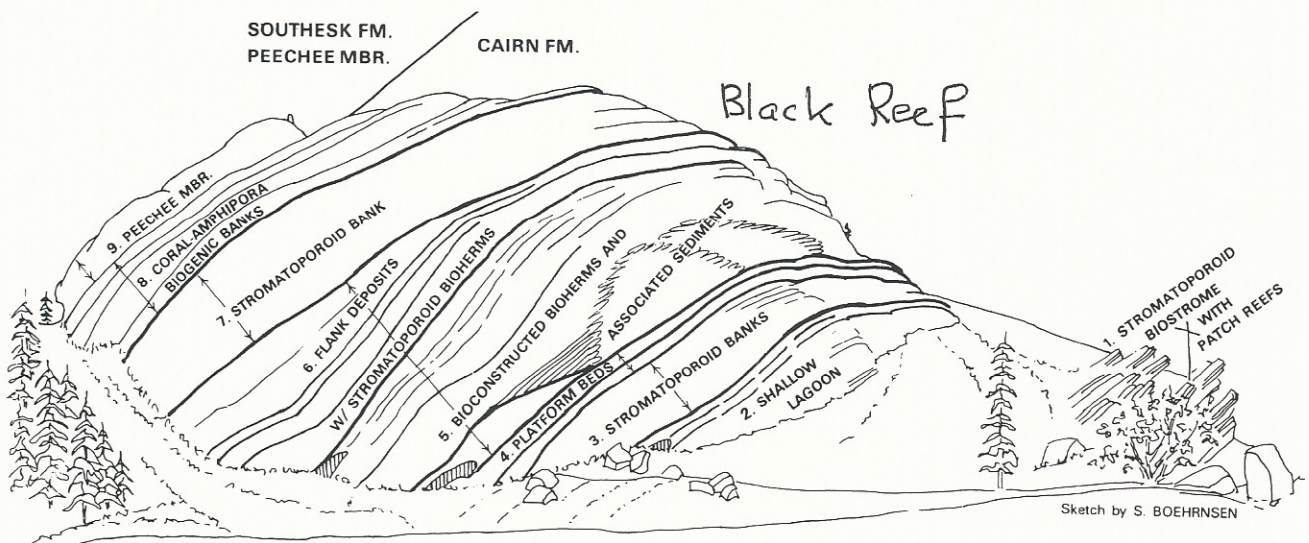 SOUTHESK FM.
PEECHEE MBR.
CAIRN FM.
Black Reef
9. PEECHEE MBR.
8. CORAL-AMPHIPORA
BIOGENIC BANKS
7. STROMATOPOROID BANK
6. FLANK DEPOSITS
W/ STROMATOPOROID BIOHERMS
5. BIOCONSTRUCTED BIOHERMS AND
ASSOCIATED SEDIMENTS
4. PLATFORM BEDS
3. STROMATOPOROID BANKS
2. SHALLOW
LAGOON
1. STROMATOPOROID
BIOSTROME
WITH
PATCH REEFS
Sketch by S. BOEHRNSEN